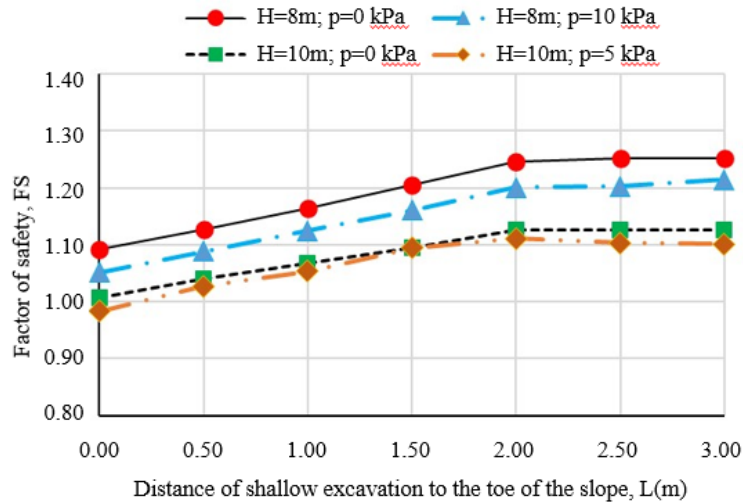 H=8m; p=0 kPa H=8m; p=10 kPa
H=10m; p=0 kPa H=10m; p=5 kPa
1.40
1.30
1.20
1.10
1.00
0.90
0.80
Factor of safety, FS
0.00 0.50 1.00 1.50 2.00 2.50 3.00
Distance of shallow excavation to the toe of the slope, L(m)